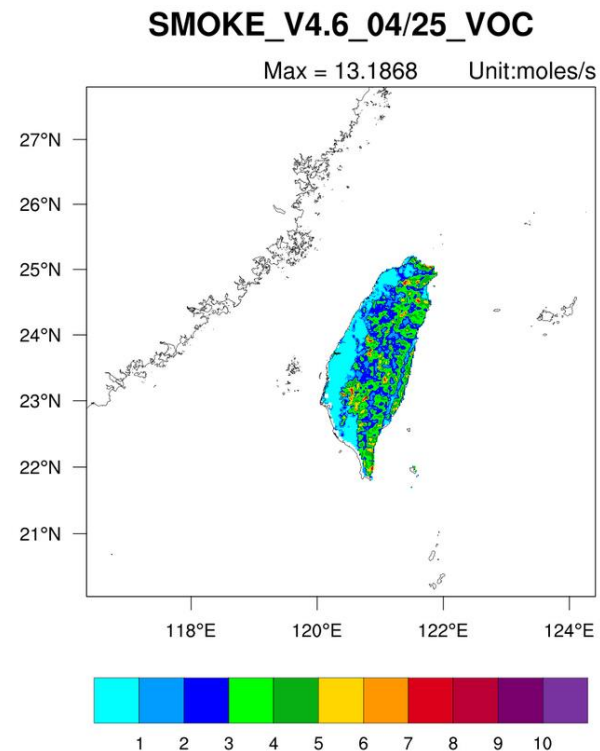 SMOKE_V4.6_04/25_VOC
Max = 13.1868 Unit:moles/s
27°N
26°N
25°N
24°N
23°N
22°N
21°N
118°E 120°E 122°E 124°E
1 2 3 4 5 6 7 8 9 10